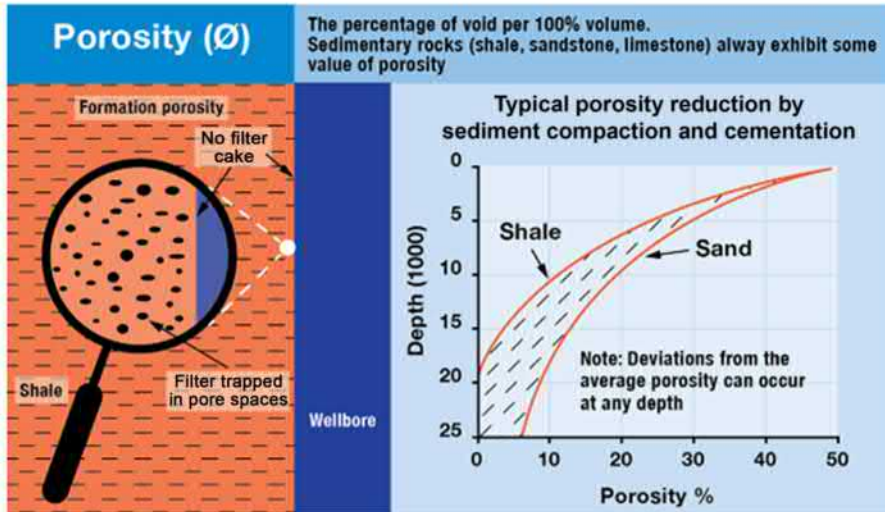 Porosity (Ø)
The percentage of void per 100% volume.
Sedimentary rocks (shale, sandstone, limestone) alway exhibit some
value of porosity
Formation porosity
No filter
cake
Shale
Filter trapped
in pore spaces
Wellbore
Typical porosity reduction by
sediment compaction and cementation
Depth (1000)
0
5
10
15
20
25
Shale
Sand
Note: Deviations from the
average porosity can occur
at any depth
0 10 20 30 40 50
Porosity %